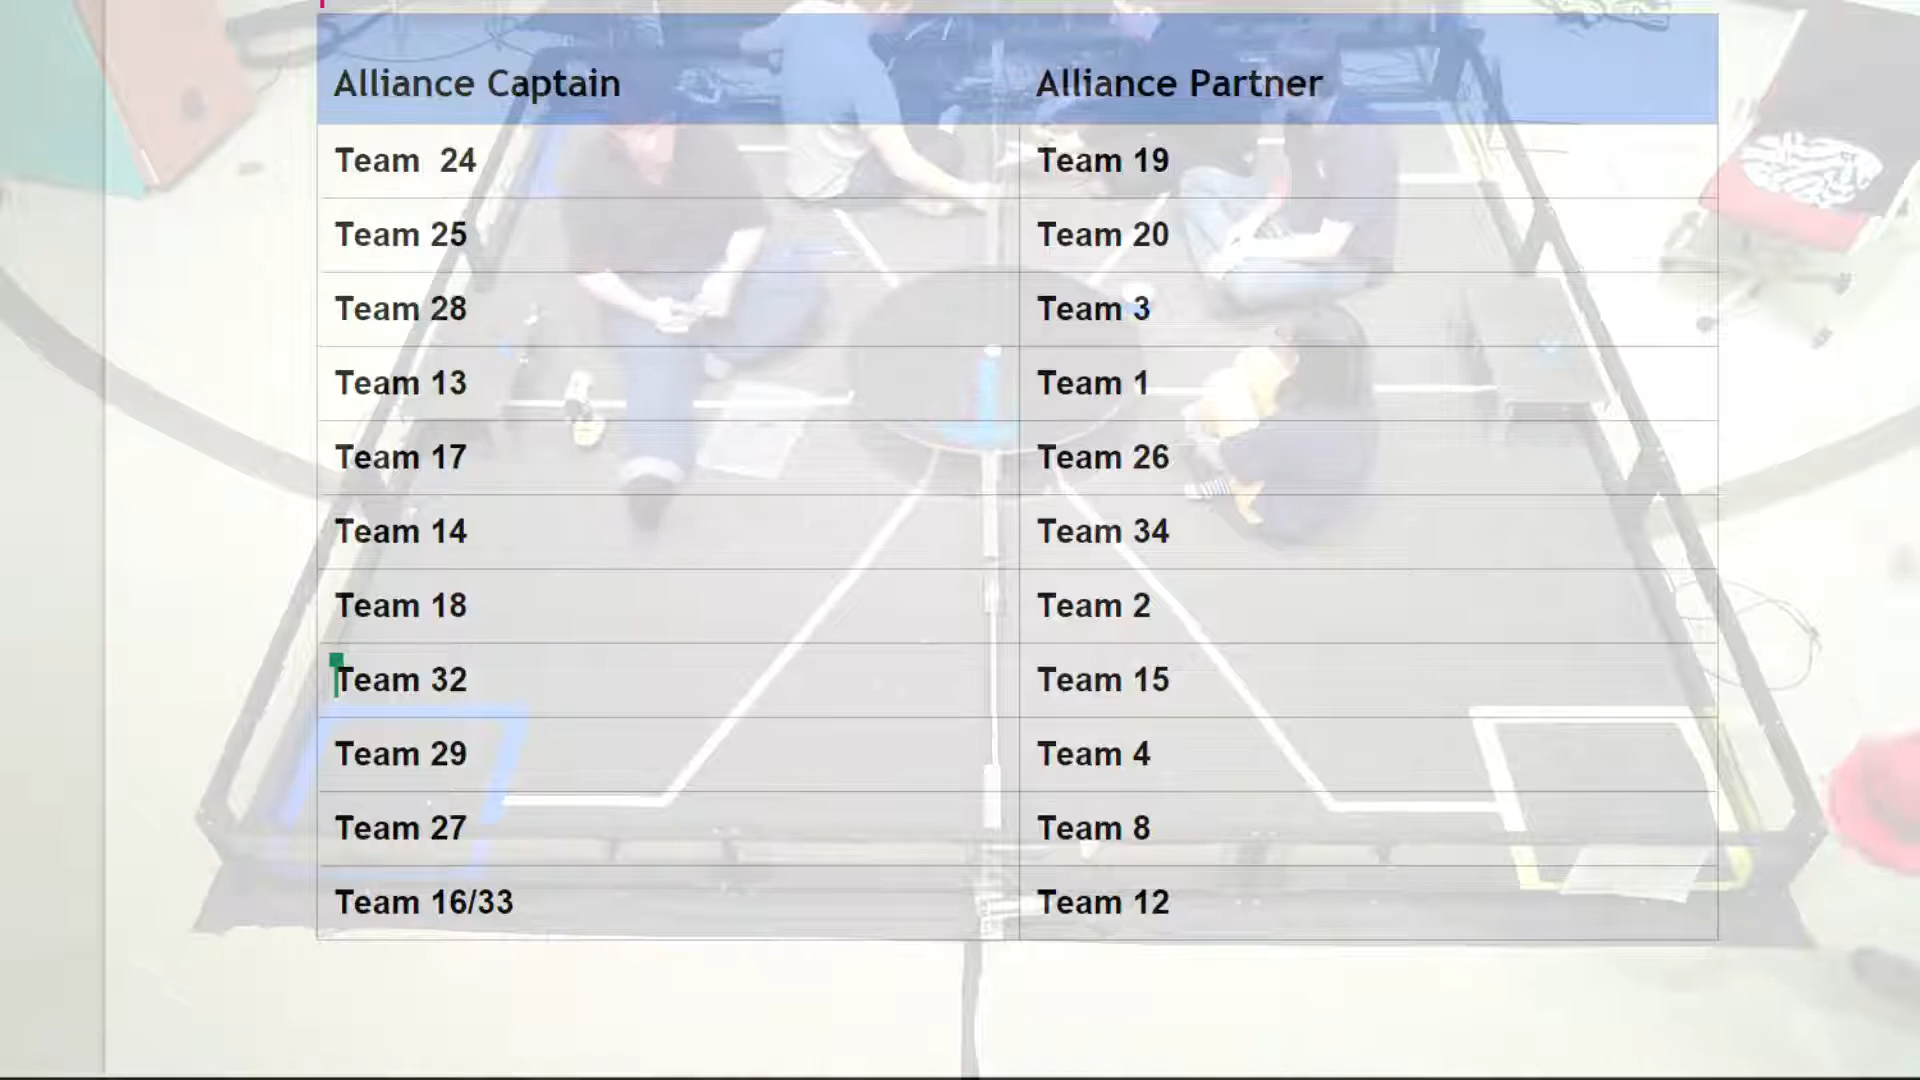 Alliance Captain Alliance Partner
Team 24 Team 19
Team 25 Team 20
Team 28 Team 3
Team 13 Team 1
Team 17 Team 26
Team 14 Team 34
Team 18 Team 2
Team 32 Team 15
Team 29 Team 4
Team 27 Team 8
Team 16/33 Team 12